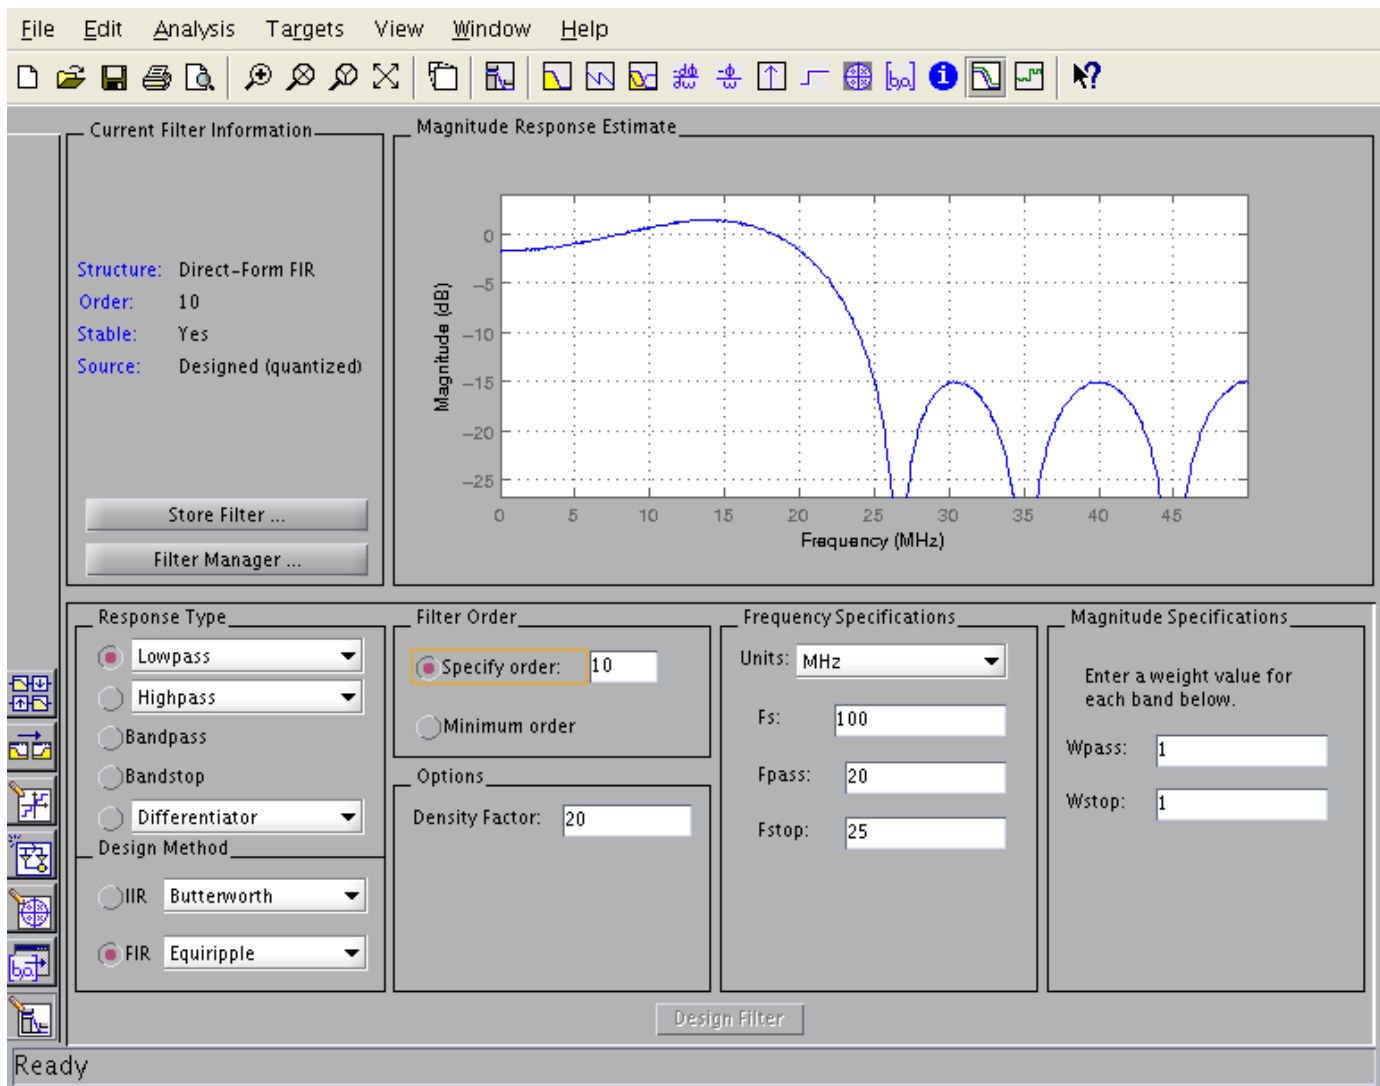 File Edit Analysis Targets View Window Help
Current Filter Information
Structure: Direct-Form FIR
Order: 10
Stable: Yes
Source: Designed (quantized)
Store Filter ...
Filter Manager ...
Magnitude Response Estimate
Magnitude (dB)
0
-5
-10
-15
-20
-25
0 5 10 15 20 25 30 35 40 45
Frequency (MHz)
Response Type
Lowpass
Highpass
Bandpass
Bandstop
Differentiator
Design Method
IIR Butterworth
FIR Equiripple
Filter Order
Specify order: 10
Minimum order
Options
Density Factor: 20
Frequency Specifications
Units: MHz
Fs: 100
Fpass: 20
Fstop: 25
Magnitude Specifications
Enter a weight value for
each band below.
Wpass: 1
Wstop: 1
Design Filter
Ready